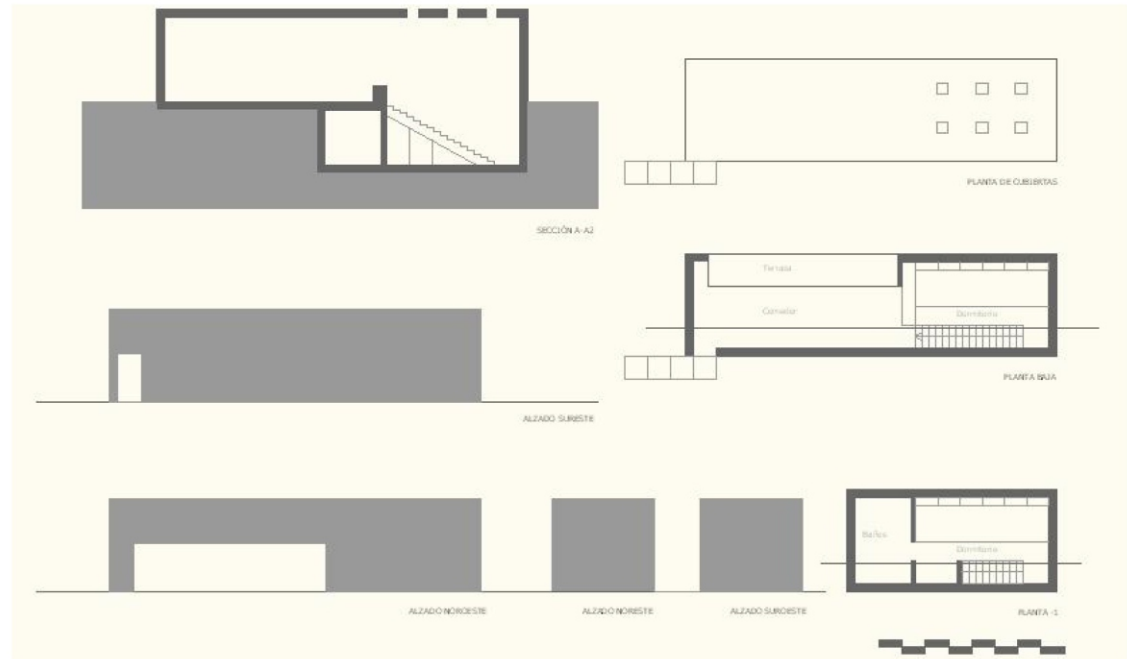 SECCIÓN A-A2
PLANTA DE CUBIERTAS
Terraza
Comedor
Dormitorio
PLANTA BAJA
ALZADO SURESTE
Baños
Dormitorio
ALZADO NOROESTE
ALZADO NORESTE
ALZADO SUROESTE
PLANTA -1